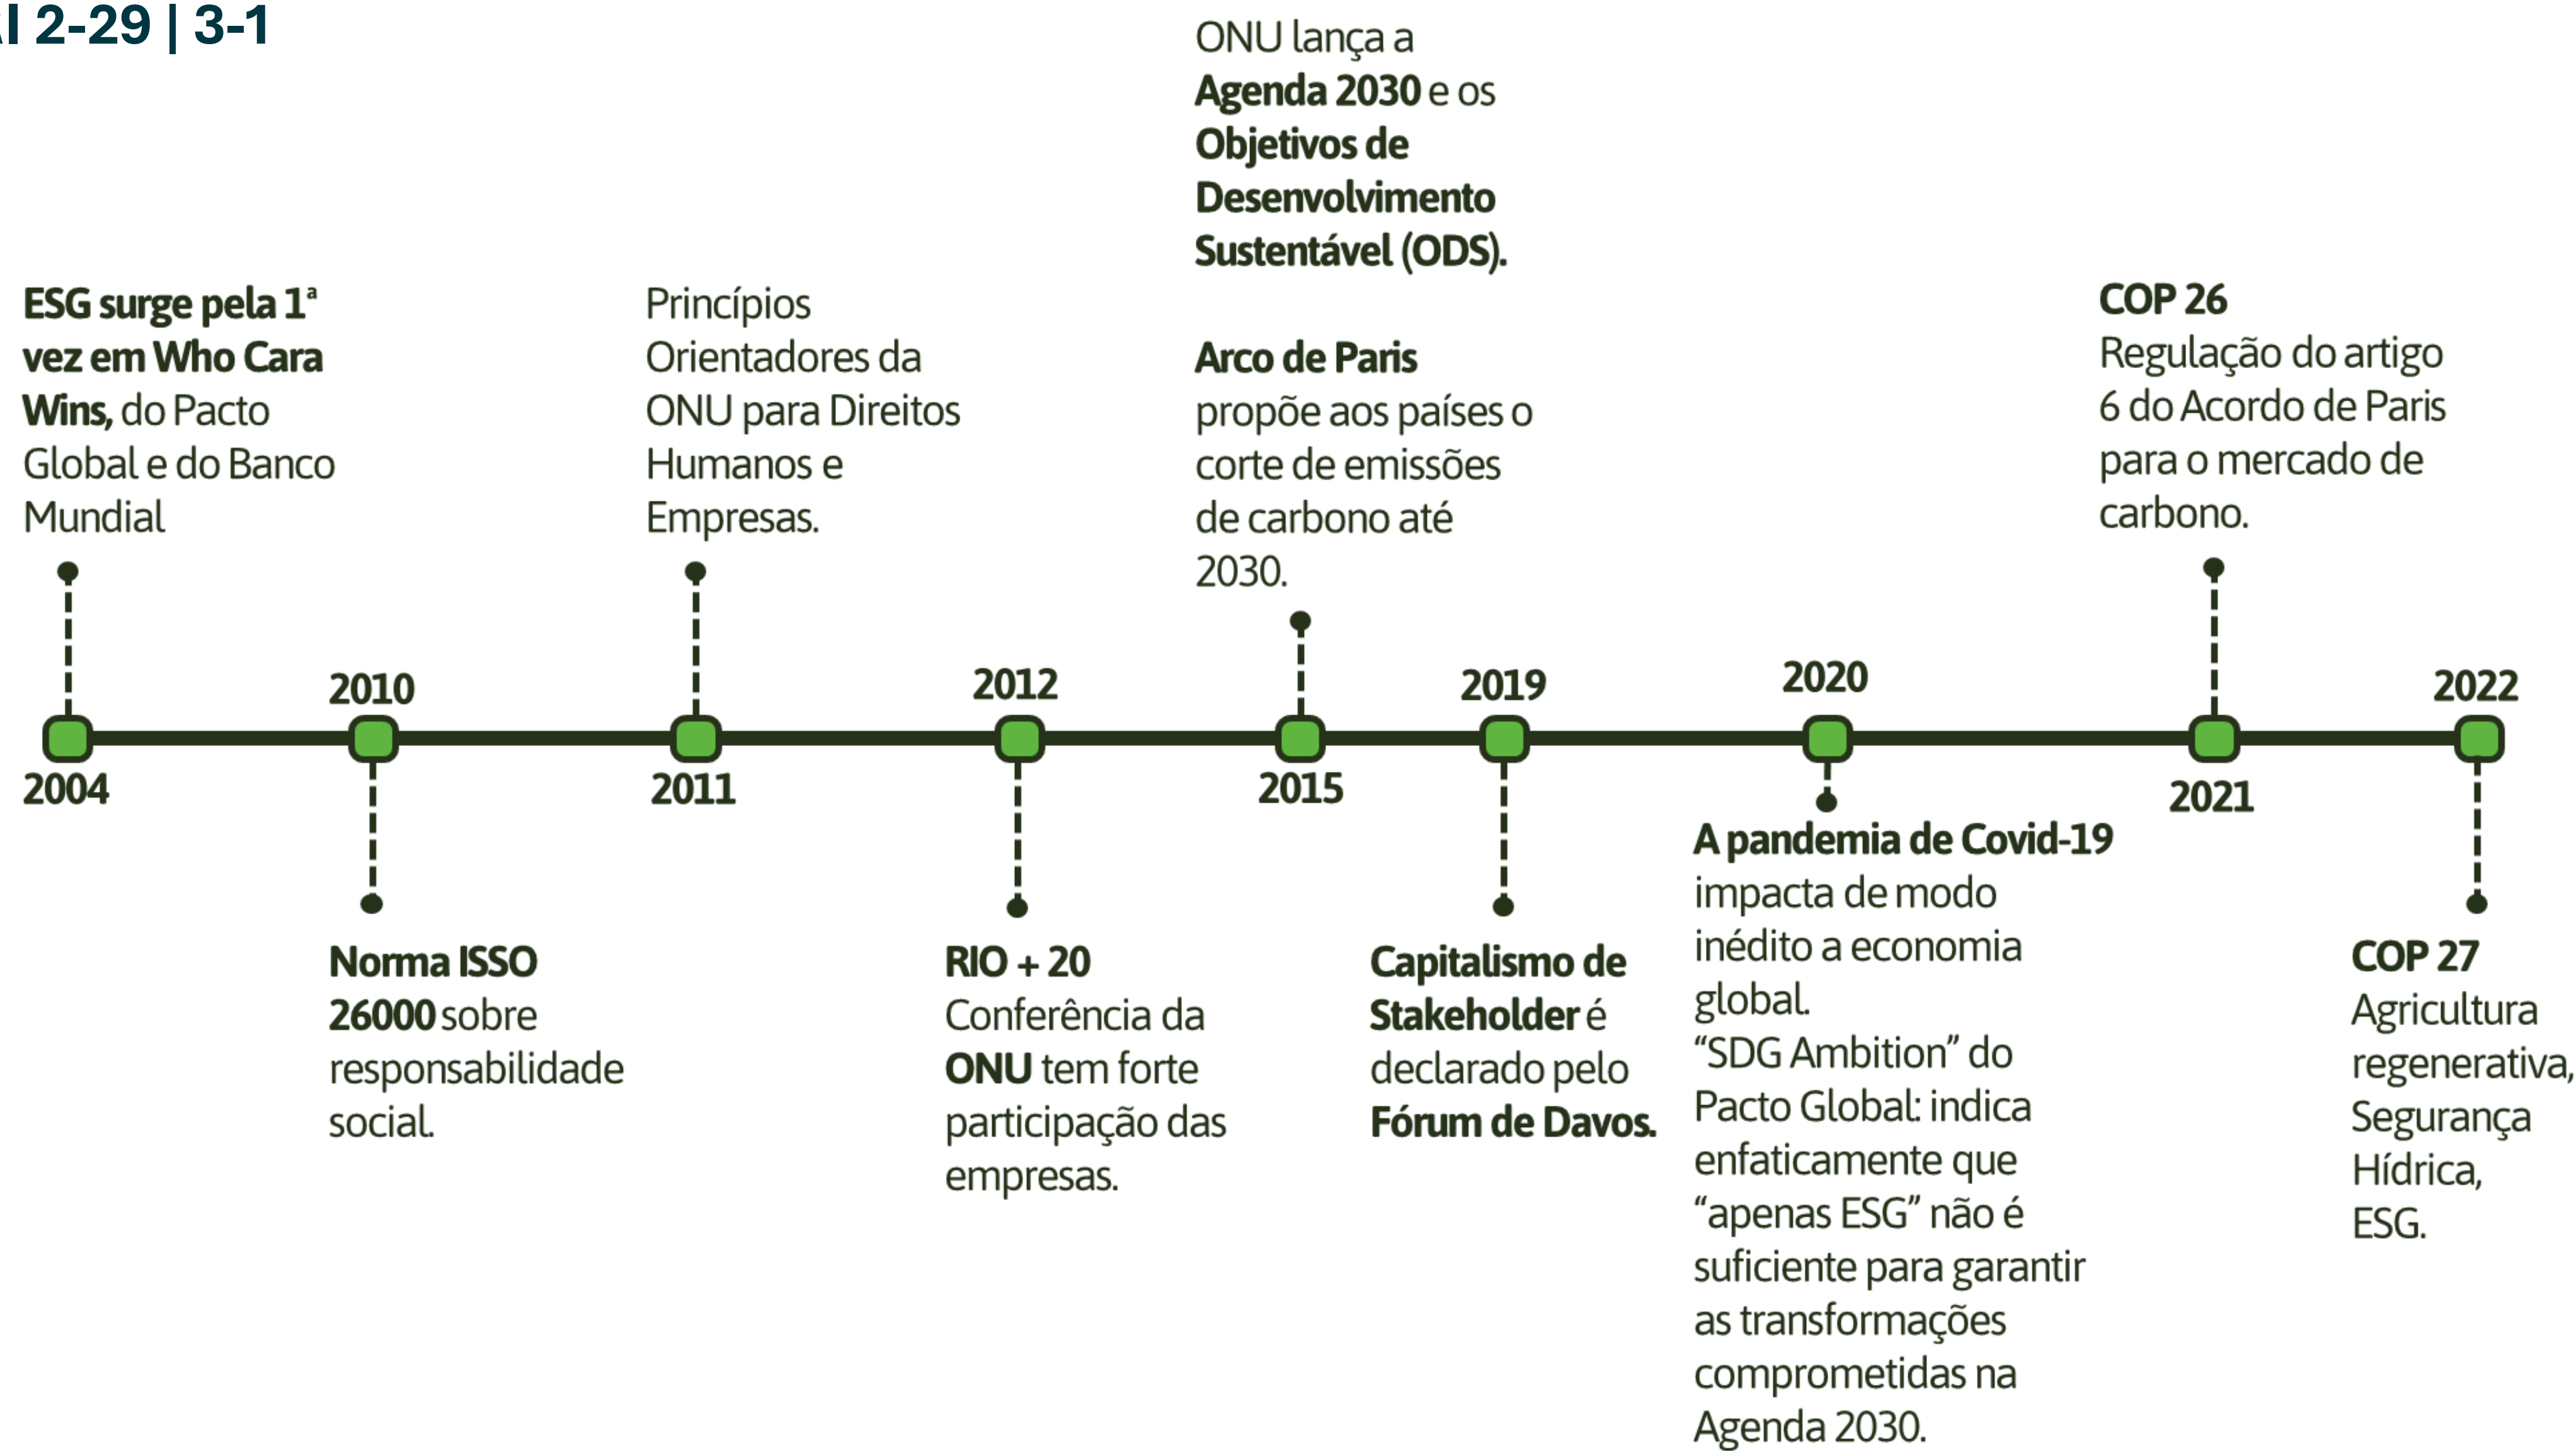 I 2-29 | 3-1
ESG surge pela 1ª
vez em Who Cara
Wins, do Pacto
Global e do Banco
Mundial
2004
2010
Norma ISSO
26000 sobre
responsabilidade
social.
Princípios
Orientadores da
ONU para Direitos
Humanos e
Empresas.
2011
2012
RIO + 20
Conferência da
ONU tem forte
participação das
empresas.
ONU lança a
Agenda 2030 e os
Objetivos de
Desenvolvimento
Sustentável (ODS).
Arco de Paris
propõe aos países o
corte de emissões
de carbono até
2030.
2015
2019
Capitalismo de
Stakeholder é
declarado pelo
Fórum de Davos.
2020
A pandemia de Covid-19
impacta de modo
inédito a economia
global.
“SDG Ambition” do
Pacto Global: indica
enfaticamente que
“apenas ESG” não é
suficiente para garantir
as transformações
comprometidas na
Agenda 2030.
COP 26
Regulação do artigo
6 do Acordo de Paris
para o mercado de
carbono.
2021
2022
COP 27
Agricultura
regenerativa,
Segurança
Hídrica,
ESG.